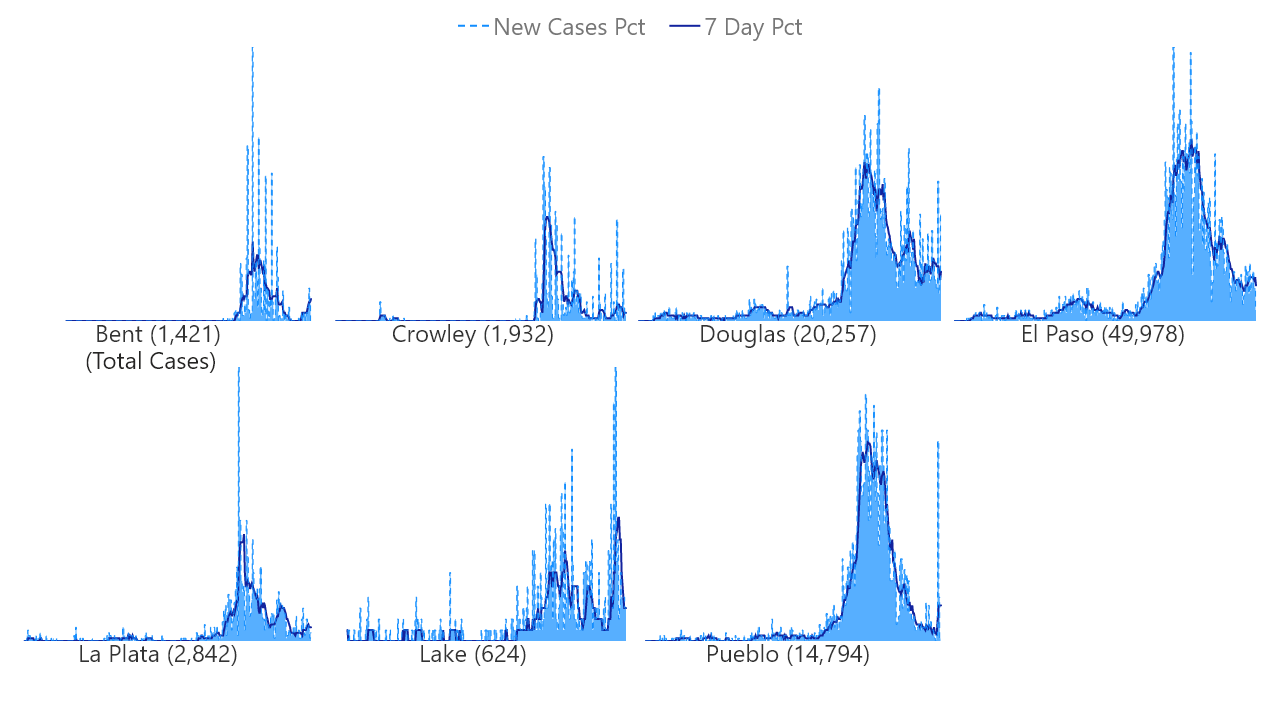 New Cases Pct 7 Day Pct
Bent (1,421) Crowley (1,932) Douglas (20,257) El Paso (49,978)
(Total Cases)
La Plata (2,842) Lake (624) Pueblo (14,794)